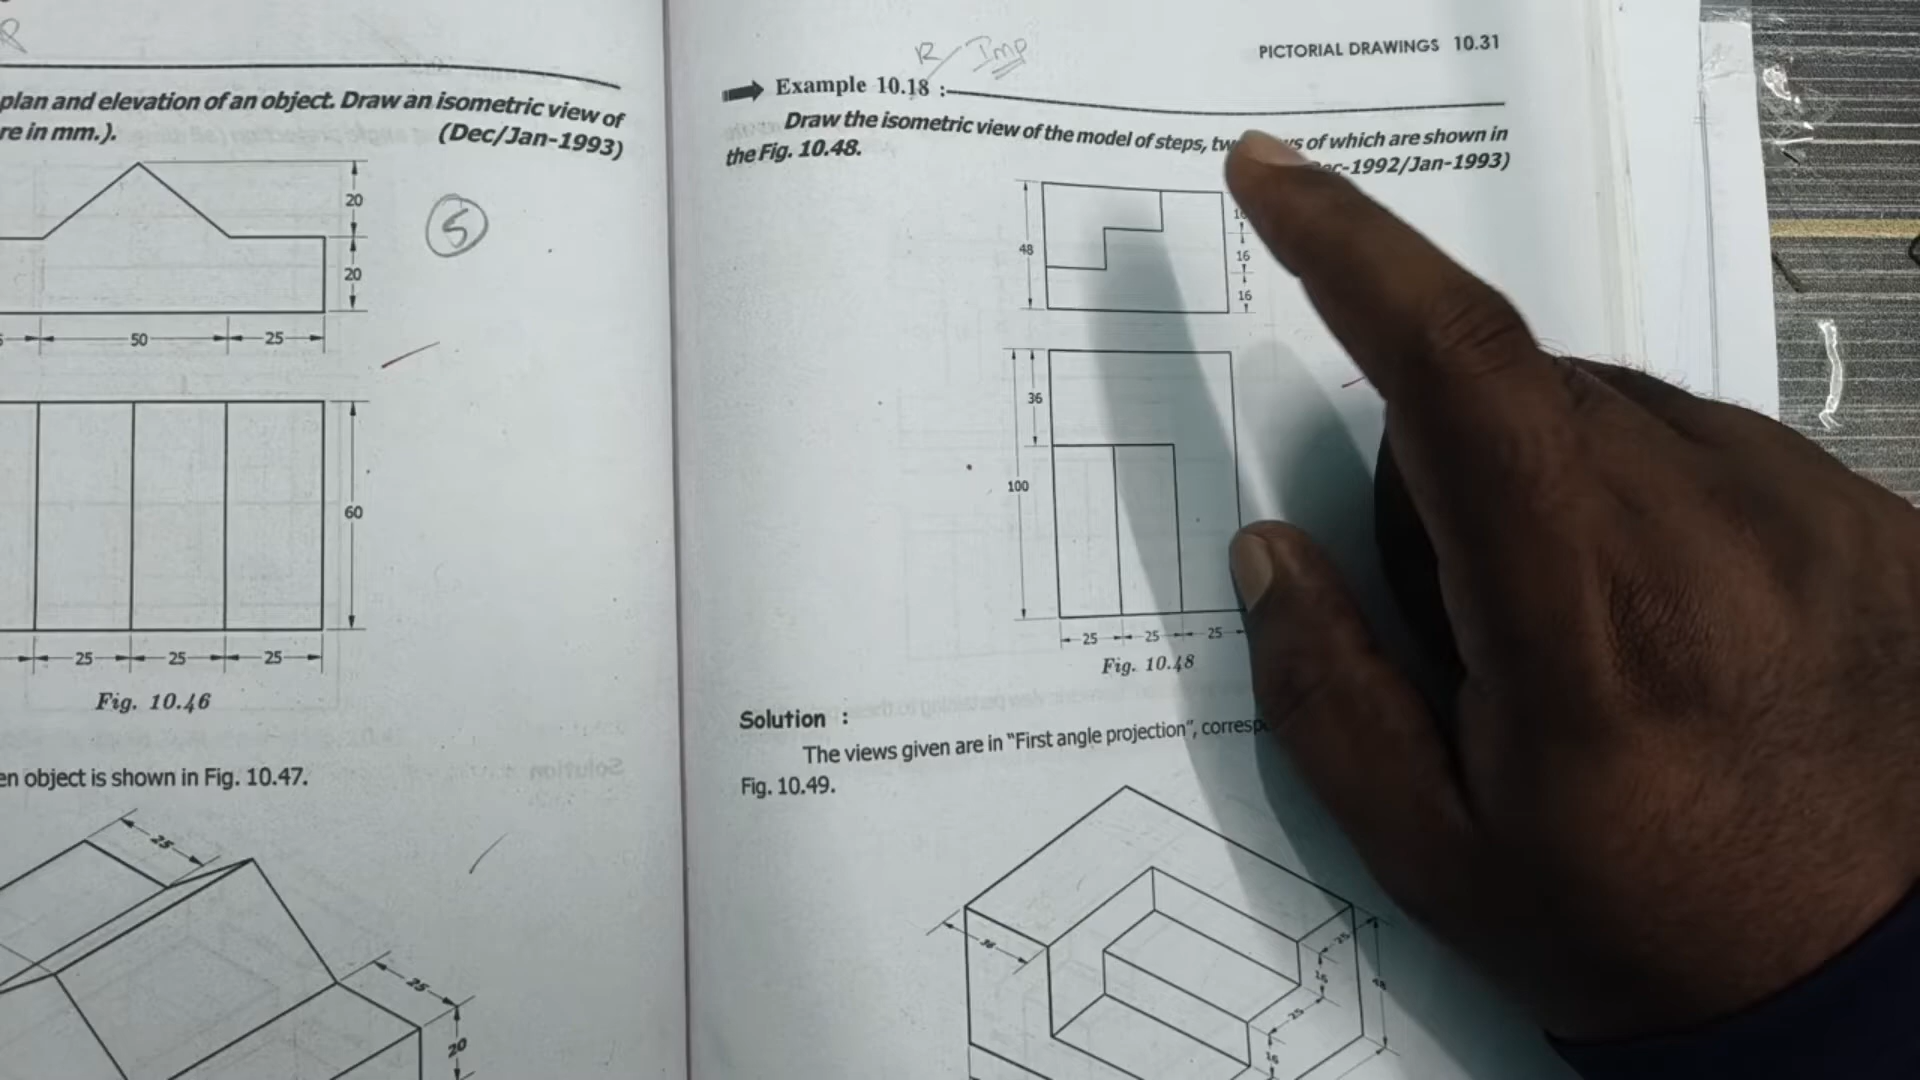 R
plan and elevation of an object. Draw an isometric view of
re in mm.). (Dec/Jan-1993)
20
5
20
50
25
60
25 25 25
Fig. 10.46
en object is shown in Fig. 10.47.
25
25
20
PICTORIAL DRAWINGS 10.31
R / Imp
Example 10.18 :
Draw the isometric view of the model of steps, of which are shown in
the Fig. 10.48. -1992/Jan-1993)
48
16
16
16
36
100
25 25 25
Fig. 10.48
Solution :
The views given are in "First angle projection",
Fig. 10.49.
36
25
16
48
25
16